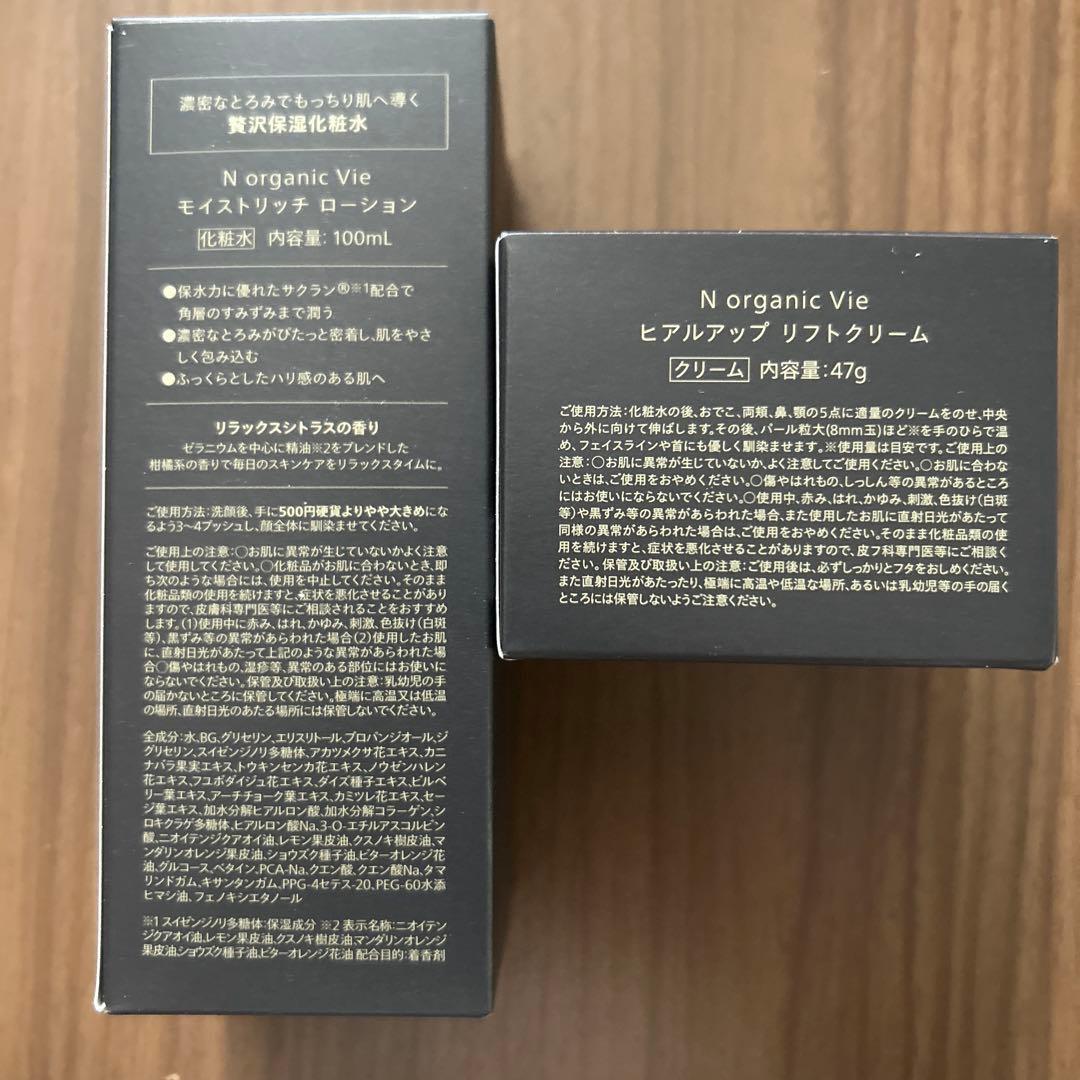 濃密なとろみでもっちり肌へ導く
贅沢保湿化粧水
N organic Vie
モイストリッチ ローション
化粧水 内容量: 100mL
●保水力に優れたサクラン®※1配合で
角層のすみずみまで潤う
●濃密なとろみがぴたっと密着し、肌をやさ
しく包み込む
●ふっくらとしたハリ感のある肌へ
リラックスシトラスの香り
ゼラニウムを中心に精油※2をブレンドした
柑橘系の香りで毎日のスキンケアをリラックスタイムに。
ご使用方法:洗顔後、手に500円硬貨よりやや大きめにな
るよう3~4プッシュし、顔全体に馴染ませてください。
ご使用上の注意:○お肌に異常が生じていないかよく注意
して使用してください。○化粧品がお肌に合わないとき、即
ち次のような場合には、使用を中止してください。そのまま
化粧品類の使用を続けますと、症状を悪化させることがあり
ますので、皮膚科専門医等にご相談されることをおすすめ
します。(1)使用中に赤み、はれ、かゆみ、刺激、色抜け(白斑
等)、黒ずみ等の異常があらわれた場合(2)使用したお肌
に、直射日光があたって上記のような異常があらわれた場
合○傷やはれもの、湿疹等、異常のある部位にはお使いに
ならないでください。保管及び取扱い上の注意:乳幼児の手
の届かないところに保管してください。極端に高温又は低温
の場所、直射日光のあたる場所には保管しないでください。
全成分:水、BG、グリセリン、エリスリトール、プロパンジオール、ジ
グリセリン、スイゼンジノリ多糖体、アカツメクサ花エキス、カニ
ナバラ果実エキス、トウキンセンカ花エキス、ノウゼンハレン
花エキス、フユボダイジュ花エキス、ダイズ種子エキス、ビルベ
リー葉エキス、アーチチョーク葉エキス、カミツレ花エキス、セー
ジ葉エキス、加水分解ヒアルロン酸、加水分解コラーゲン、シ
ロキクラゲ多糖体、ヒアルロン酸Na、3-O-エチルアスコルビン
酸、ニオイテンジクアオイ油、レモン果皮油、クスノキ樹皮油、マ
ンダリンオレンジ果皮油、ショウズク種子油、ビターオレンジ花
油、グルコース、ベタイン、PCA-Na、クエン酸、クエン酸Na、タマ
リンドガム、キサンタンガム、PPG-4セテス-20、PEG-60水添
ヒマシ油、フェノキシエタノール
※1 スイゼンジノリ多糖体:保湿成分 ※2 表示名称:ニオイテン
ジクアオイ油、レモン果皮油、クスノキ樹皮油、マンダリンオレンジ
果皮油、ショウズク種子油、ビターオレンジ花油 配合目的:着香剤
N organic Vie
ヒアルアップ リフトクリーム
クリーム 内容量:47g
ご使用方法:化粧水の後、おでこ、両頬、鼻、顎の5点に適量のクリームをのせ、中央
から外に向けて伸ばします。その後、パール粒大(8mm玉)ほど※を手のひらで温
め、フェイスラインや首にも優しく馴染ませます。※使用量は目安です。ご使用上の
注意:○お肌に異常が生じていないか、よく注意してご使用ください。○お肌に合わな
いときは、ご使用をおやめください。○傷やはれもの、しっしん等の異常があるところ
にはお使いにならないでください。○使用中、赤み、はれ、かゆみ、刺激、色抜け(白斑
等)や黒ずみ等の異常があらわれた場合、また使用したお肌に直射日光があたって
同様の異常があらわれた場合は、ご使用をおやめください。そのまま化粧品類の使
用を続けますと、症状を悪化させることがありますので、皮フ科専門医等にご相談く
ださい。保管及び取扱い上の注意:ご使用後は、必ずしっかりとフタをおしめください。
また直射日光があたったり、極端に高温や低温な場所、あるいは乳幼児等の手の届く
ところには保管しないようご注意ください。